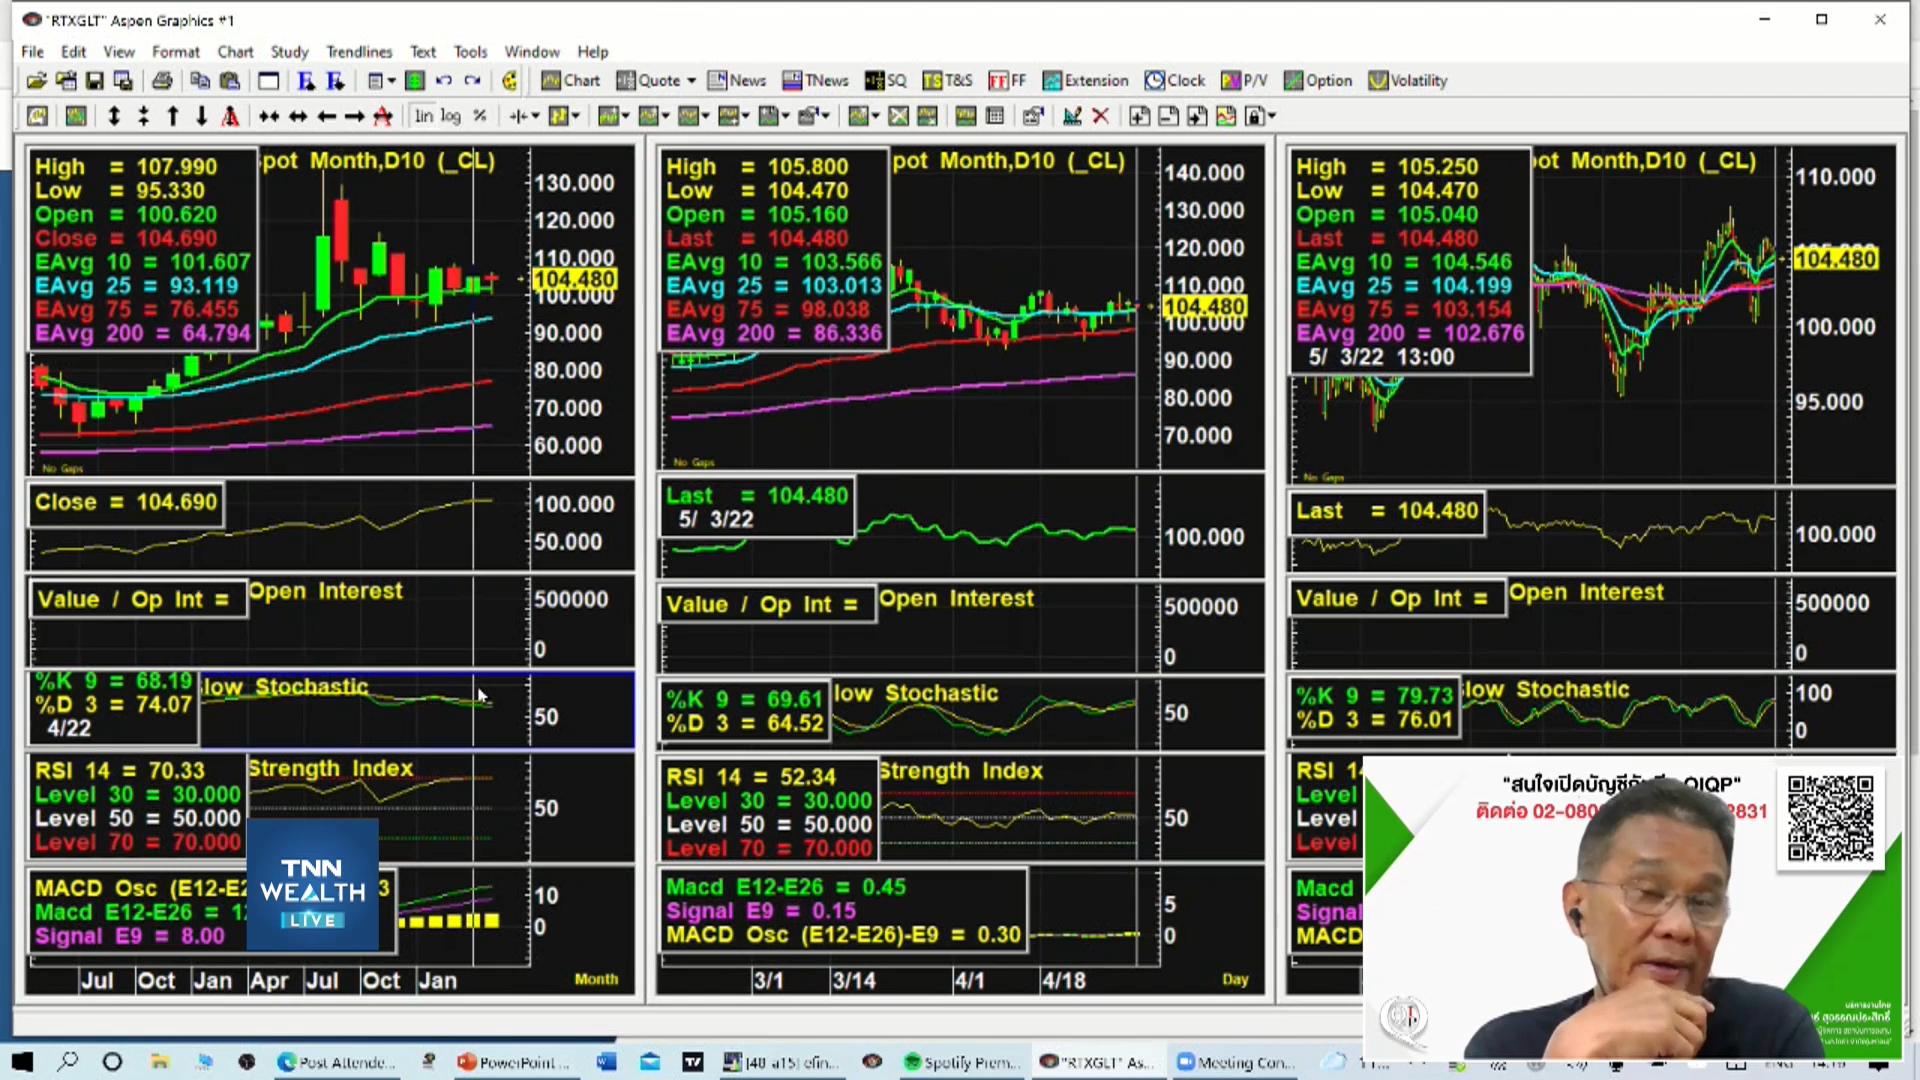 "RTXGLT" Aspen Graphics #1
File Edit View Format Chart Study Trendlines Text Tools Window Help
Chart Quote News TNews SQ T&S FF Extension Clock P/V Option Volatility
lin log %
High = 107.990
Low = 95.330
Open = 100.620
Close = 104.690
EAvg 10 = 101.607
EAvg 25 = 93.119
EAvg 75 = 76.455
EAvg 200 = 64.794
pot Month,D10 (_CL)
130.000
120.000
110.000
104.480
100.000
90.000
80.000
70.000
60.000
No Gaps
Close = 104.690
100.000
50.000
Value / Op Int =
Open Interest
500000
0
%K 9 = 68.19
%D 3 = 74.07
4/22
low Stochastic
50
RSI 14 = 70.33
Level 30 = 30.000
Level 50 = 50.000
Level 70 = 70.000
Strength Index
50
MACD Osc (E12-E2
3
Macd E12-E26 = 1
Signal E9 = 8.00
10
0
Jul Oct Jan Apr Jul Oct Jan
Month
TNN
WEALTH
LIVE
High = 105.800
Low = 104.470
Open = 105.160
Last = 104.480
EAvg 10 = 103.566
EAvg 25 = 103.013
EAvg 75 = 98.038
EAvg 200 = 86.336
pot Month,D10 (_CL)
140.000
130.000
120.000
110.000
104.480
100.000
90.000
80.000
70.000
No Gaps
Last = 104.480
5/ 3/22
100.000
Value / Op Int =
Open Interest
500000
0
%K 9 = 69.61
%D 3 = 64.52
low Stochastic
50
RSI 14 = 52.34
Level 30 = 30.000
Level 50 = 50.000
Level 70 = 70.000
Strength Index
50
Macd E12-E26 = 0.45
Signal E9 = 0.15
MACD Osc (E12-E26)-E9 = 0.30
5
0
3/1 3/14 4/1 4/18
Day
High = 105.250
Low = 104.470
Open = 105.040
Last = 104.480
EAvg 10 = 104.546
EAvg 25 = 104.199
EAvg 75 = 103.154
EAvg 200 = 102.676
5/ 3/22 13:00
ot Month,D10 (_CL)
110.000
104.480
100.000
95.000
No Gaps
Last = 104.480
100.000
Value / Op Int =
Open Interest
500000
0
%K 9 = 79.73
%D 3 = 76.01
low Stochastic
100
0
RSI 14
Level
Level
Level
Macd
Signal
MACD
"สนใจเปิดบัญชี QIQP"
ติดต่อ 02-080 2831
Post Attende... PowerPoint ... [40 a15] efin... Spotify Prem... "RTXGLT" As... Meeting Con...